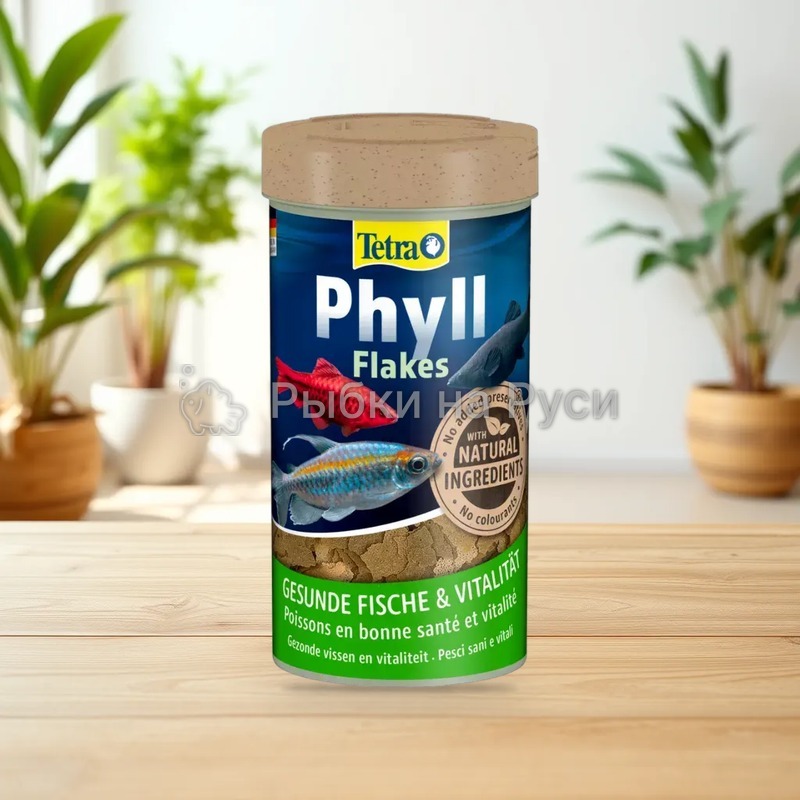 Tetra
Phyll
Flakes
Рыбки на Руси
No added preservatives
WITH
NATURAL
INGREDIENTS
No colourants
GESUNDE FISCHE & VITALITÄT
Poissons en bonne santé et vitalité
Gezonde vissen en vitaliteit . Pesci sani e vitali